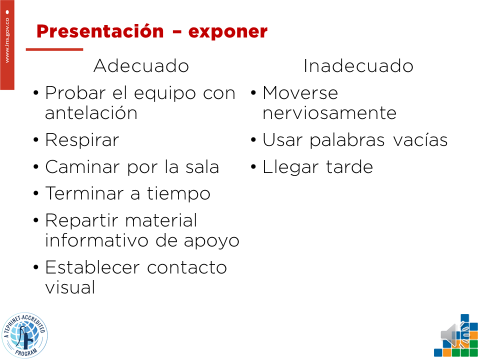 www.ins.gov.co
Presentación – exponer
Adecuado
• Probar el equipo con
antelación
• Respirar
• Caminar por la sala
• Terminar a tiempo
• Repartir material
informativo de apoyo
• Establecer contacto
visual
Inadecuado
• Moverse
nerviosamente
• Usar palabras vacías
• Llegar tarde
A TEPHINET-ACCREDITED
PROGRAM